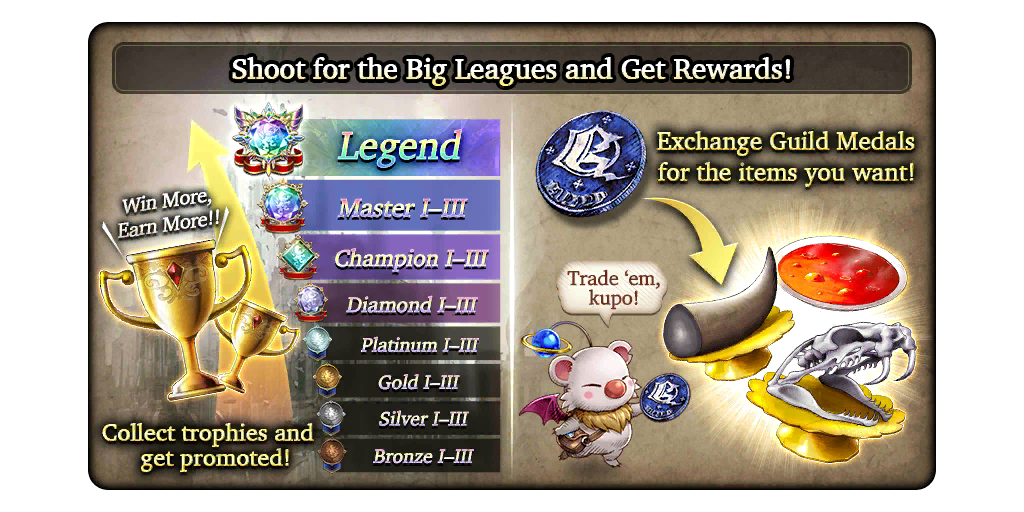 Shoot for the Big Leagues and Get Rewards!
Win More,
Earn More!!
Legend
Master I–III
Champion I–III
Diamond I–III
Platinum I–III
Gold I–III
Silver I–III
Bronze I–III
Collect trophies and
get promoted!
Exchange Guild Medals
for the items you want!
Trade ‘em,
kupo!